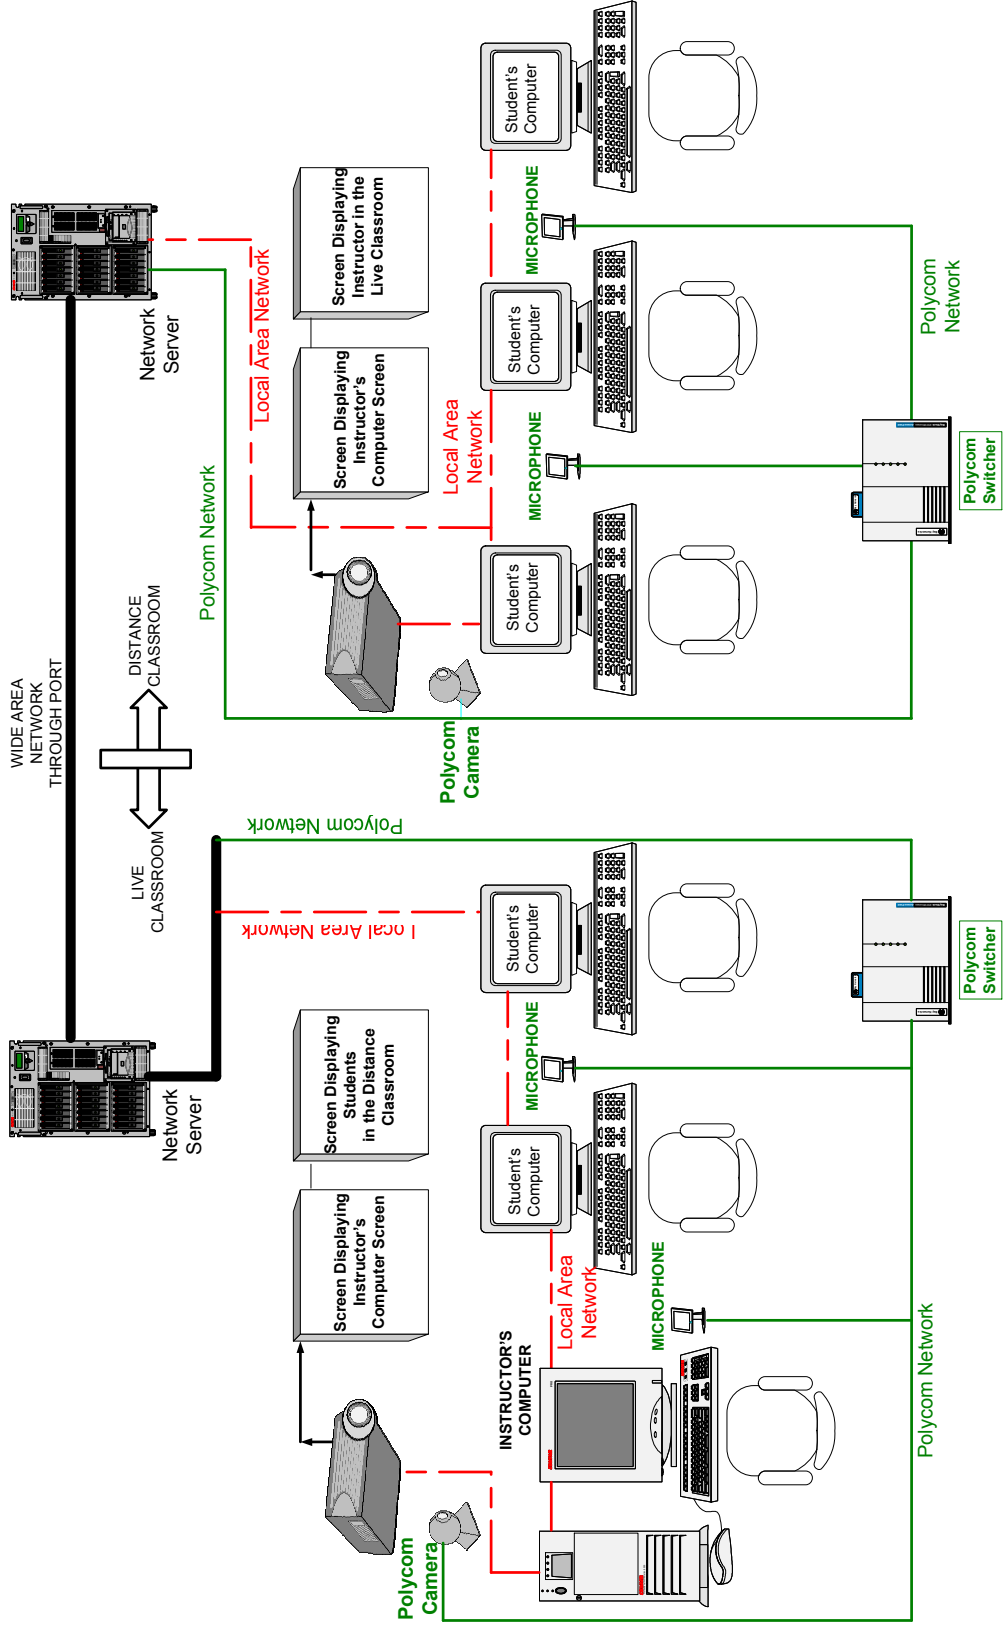 WIDE AREA
NETWORK
THROUGH PORT
LIVE
CLASSROOM
DISTANCE
CLASSROOM
Network
Server
Network
Server
Polycom Network
Local Area Network
Polycom Network
Local Area Network
Screen Displaying
Instructor's
Computer Screen
Screen Displaying
Students
in the Distance
Classroom
Screen Displaying
Instructor's
Computer Screen
Screen Displaying
Instructor in the
Live Classroom
Local Area
Network
Polycom
Camera
INSTRUCTOR'S
COMPUTER
Local Area
Network
Student's
Computer
MICROPHONE
Student's
Computer
MICROPHONE
Polycom
Camera
Student's
Computer
MICROPHONE
Student's
Computer
MICROPHONE
Student's
Computer
Polycom Network
Polycom
Switcher
Polycom
Switcher
Polycom
Network